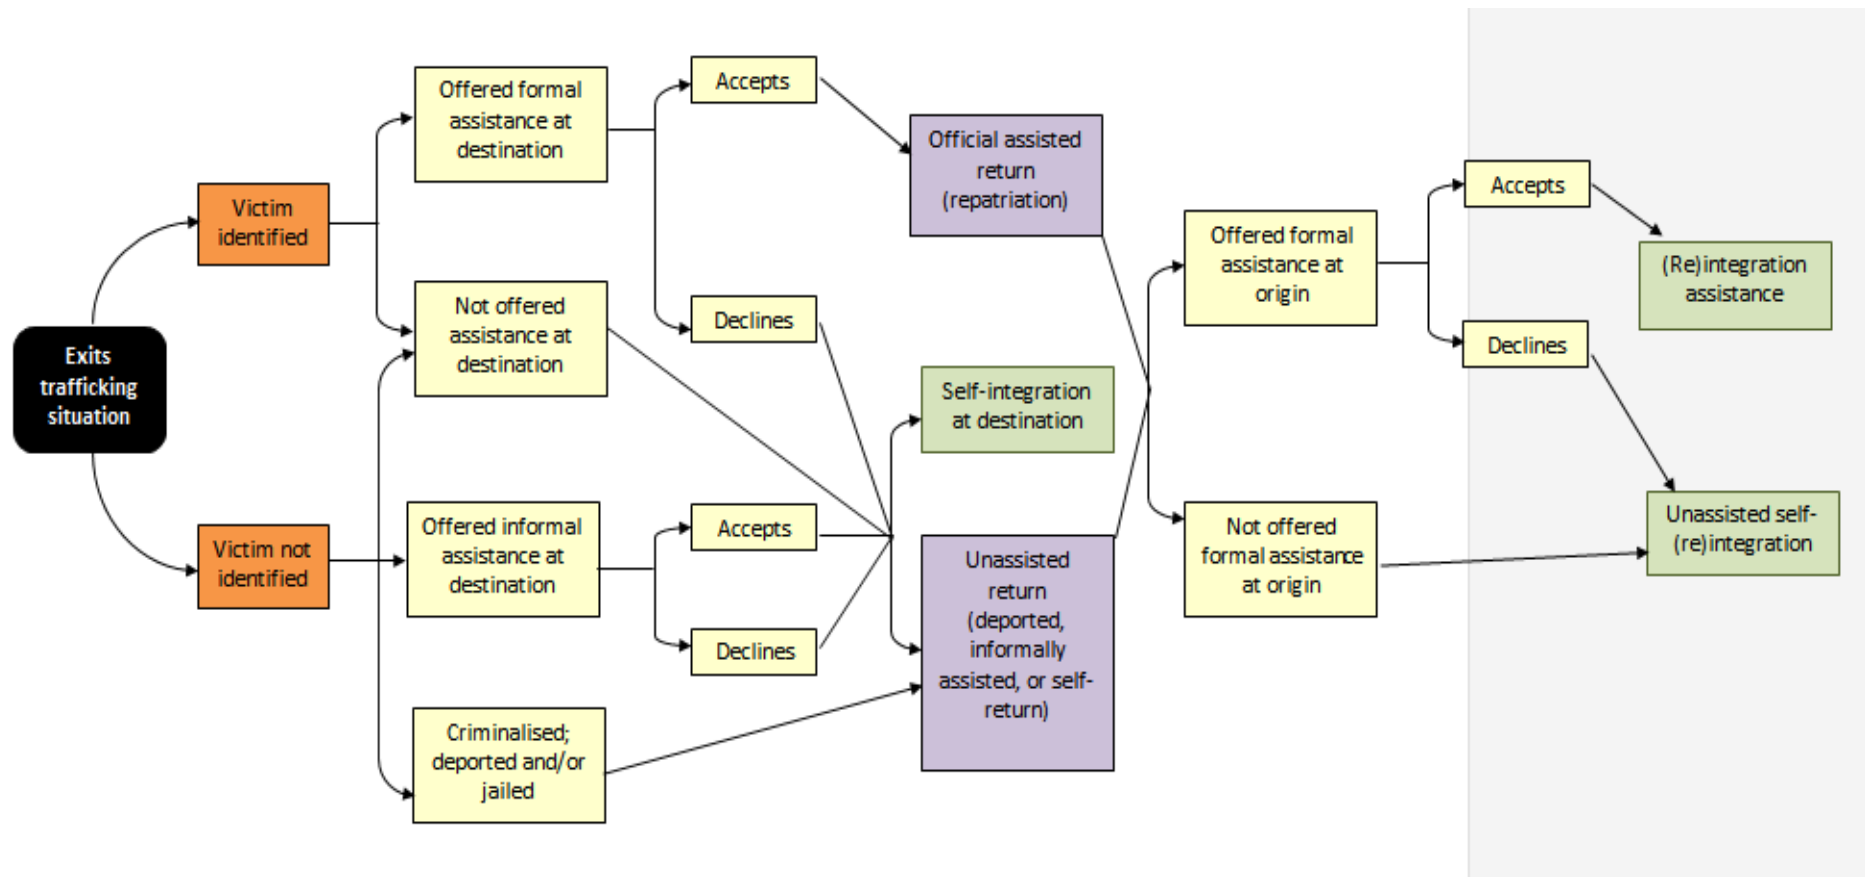 Exits
trafficking
situation
Victim
identified
Victim not
identified
Offered formal
assistance at
destination
Not offered
assistance at
destination
Offered informal
assistance at
destination
Criminalised;
deported and/or
jailed
Accepts
Declines
Accepts
Declines
Official assisted
return
(repatriation)
Self-integration
at destination
Unassisted
return
(deported,
informally
assisted, or self-
return)
Offered formal
assistance at
origin
Not offered
formal assistance
at origin
Accepts
Declines
(Re)integration
assistance
Unassisted self-
(re)integration